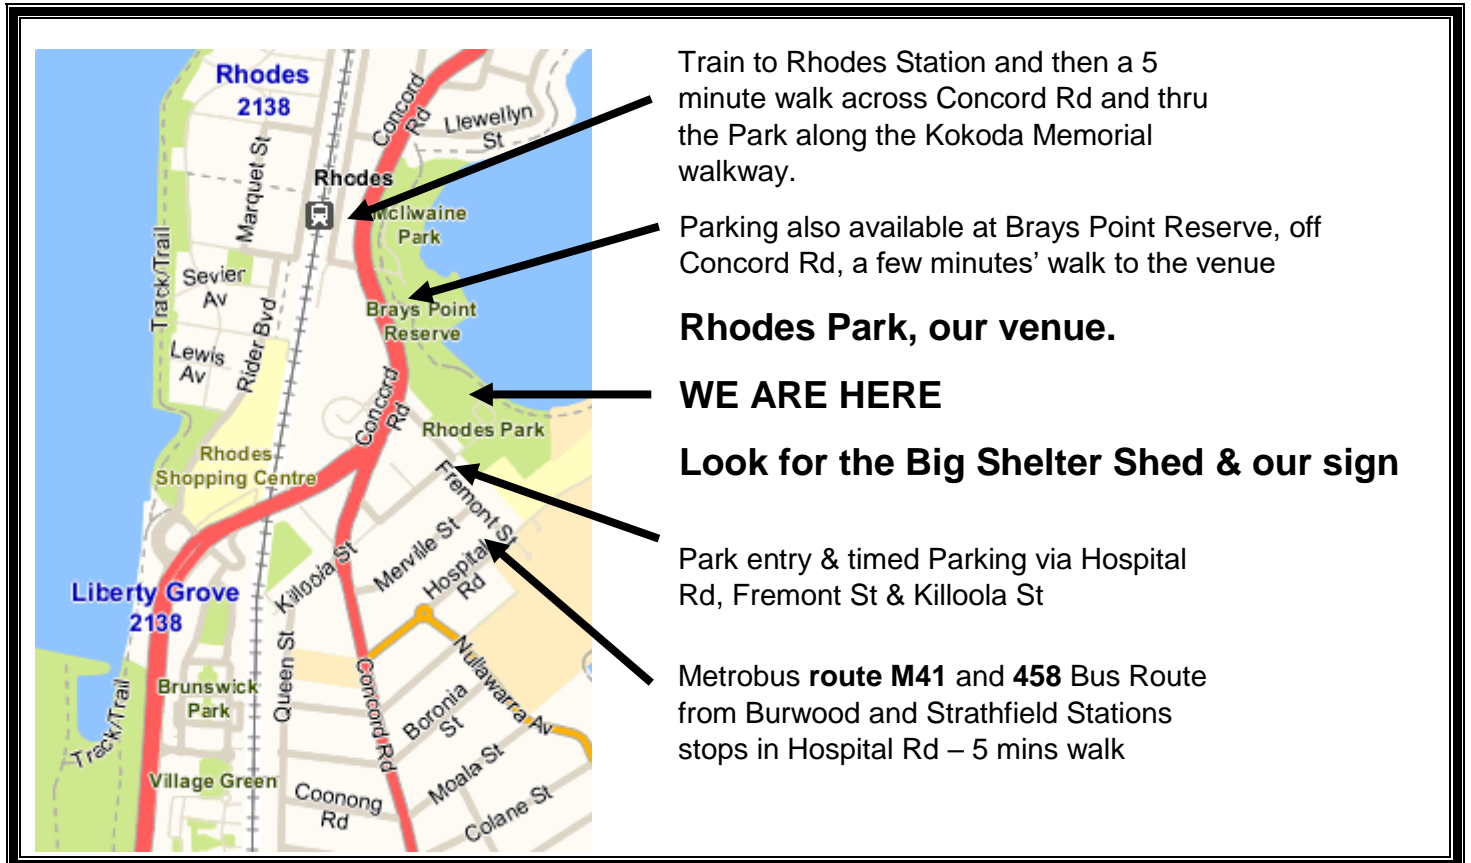 Rhodes
2138
Concord
Rd
Llewellyn
St
Marquet St
Rhodes
McIlwaine
Park
Track/Trail
Sevier
Av
Rider Bvd
Brays Point
Reserve
Lewis
Av
Concord
Rd
Rhodes Park
Rhodes
Shopping Centre
Fremont St
Merville St
Hospital
Rd
Killoola St
Liberty Grove
2138
Queen St
Concord Rd
Nullawarra Av
Brunswick
Park
Boronia
St
Track/Trail
Moala St
Village Green
Coonong
Rd
Colane St
Train to Rhodes Station and then a 5
minute walk across Concord Rd and thru
the Park along the Kokoda Memorial
walkway.
Parking also available at Brays Point Reserve, off
Concord Rd, a few minutes’ walk to the venue
Rhodes Park, our venue.
WE ARE HERE
Look for the Big Shelter Shed & our sign
Park entry & timed Parking via Hospital
Rd, Fremont St & Killoola St
Metrobus route M41 and 458 Bus Route
from Burwood and Strathfield Stations
stops in Hospital Rd – 5 mins walk